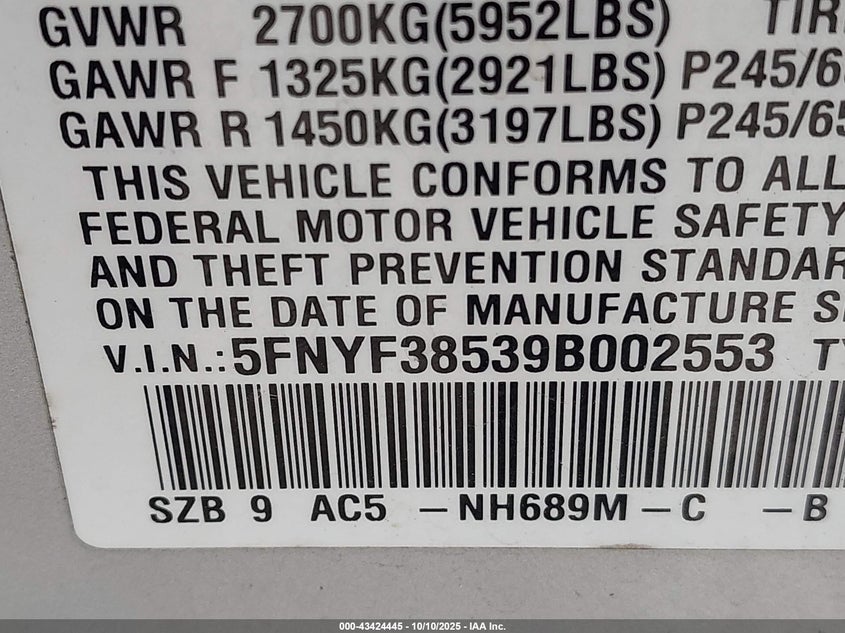 GVWR 2700KG(5952LBS) TIR
GAWR F 1325KG(2921LBS) P245/6
GAWR R 1450KG(3197LBS) P245/65
THIS VEHICLE CONFORMS TO ALL
FEDERAL MOTOR VEHICLE SAFETY
AND THEFT PREVENTION STANDAR
ON THE DATE OF MANUFACTURE S
V.I.N.:5FNYF38539B002553 TY
SZB 9 AC5 –NH689M–C –B
000-43424445 - 10/10/2025 - IAA Inc.